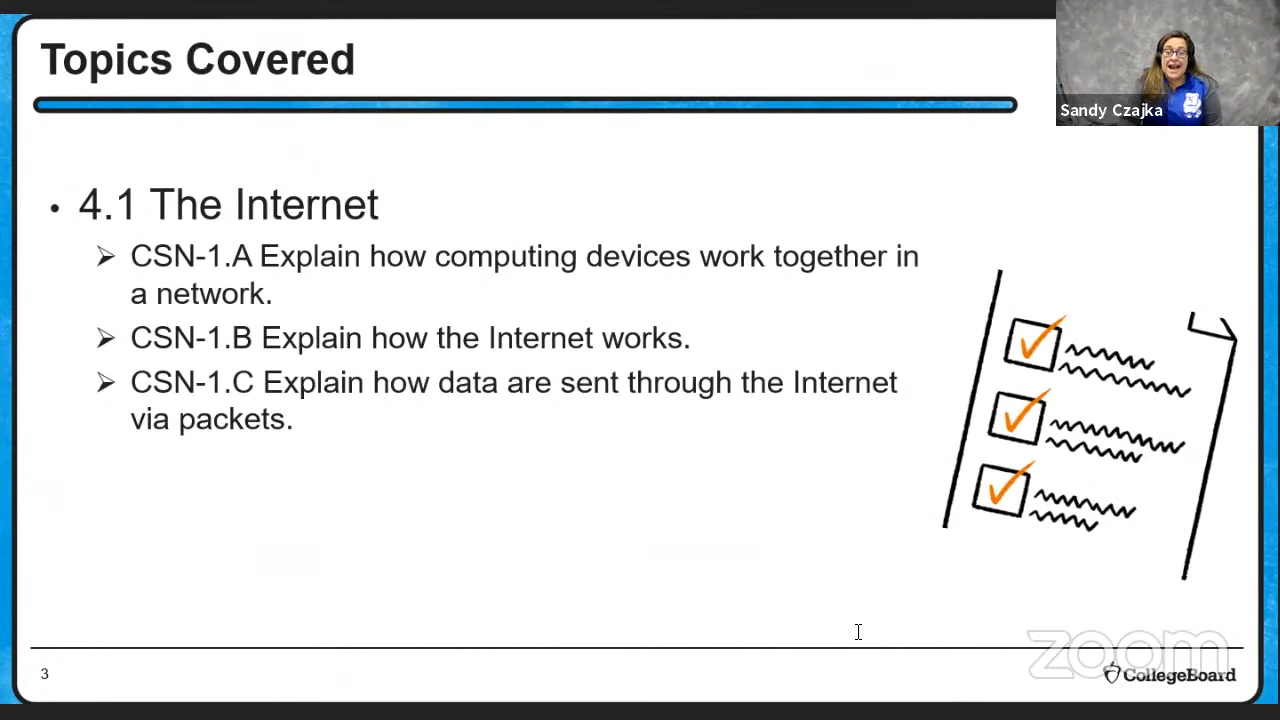 Topics Covered
Sandy Czajka
• 4.1 The Internet
➢ CSN-1.A Explain how computing devices work together in
a network.
➢ CSN-1.B Explain how the Internet works.
➢ CSN-1.C Explain how data are sent through the Internet
via packets.
zoom
3
CollegeBoard